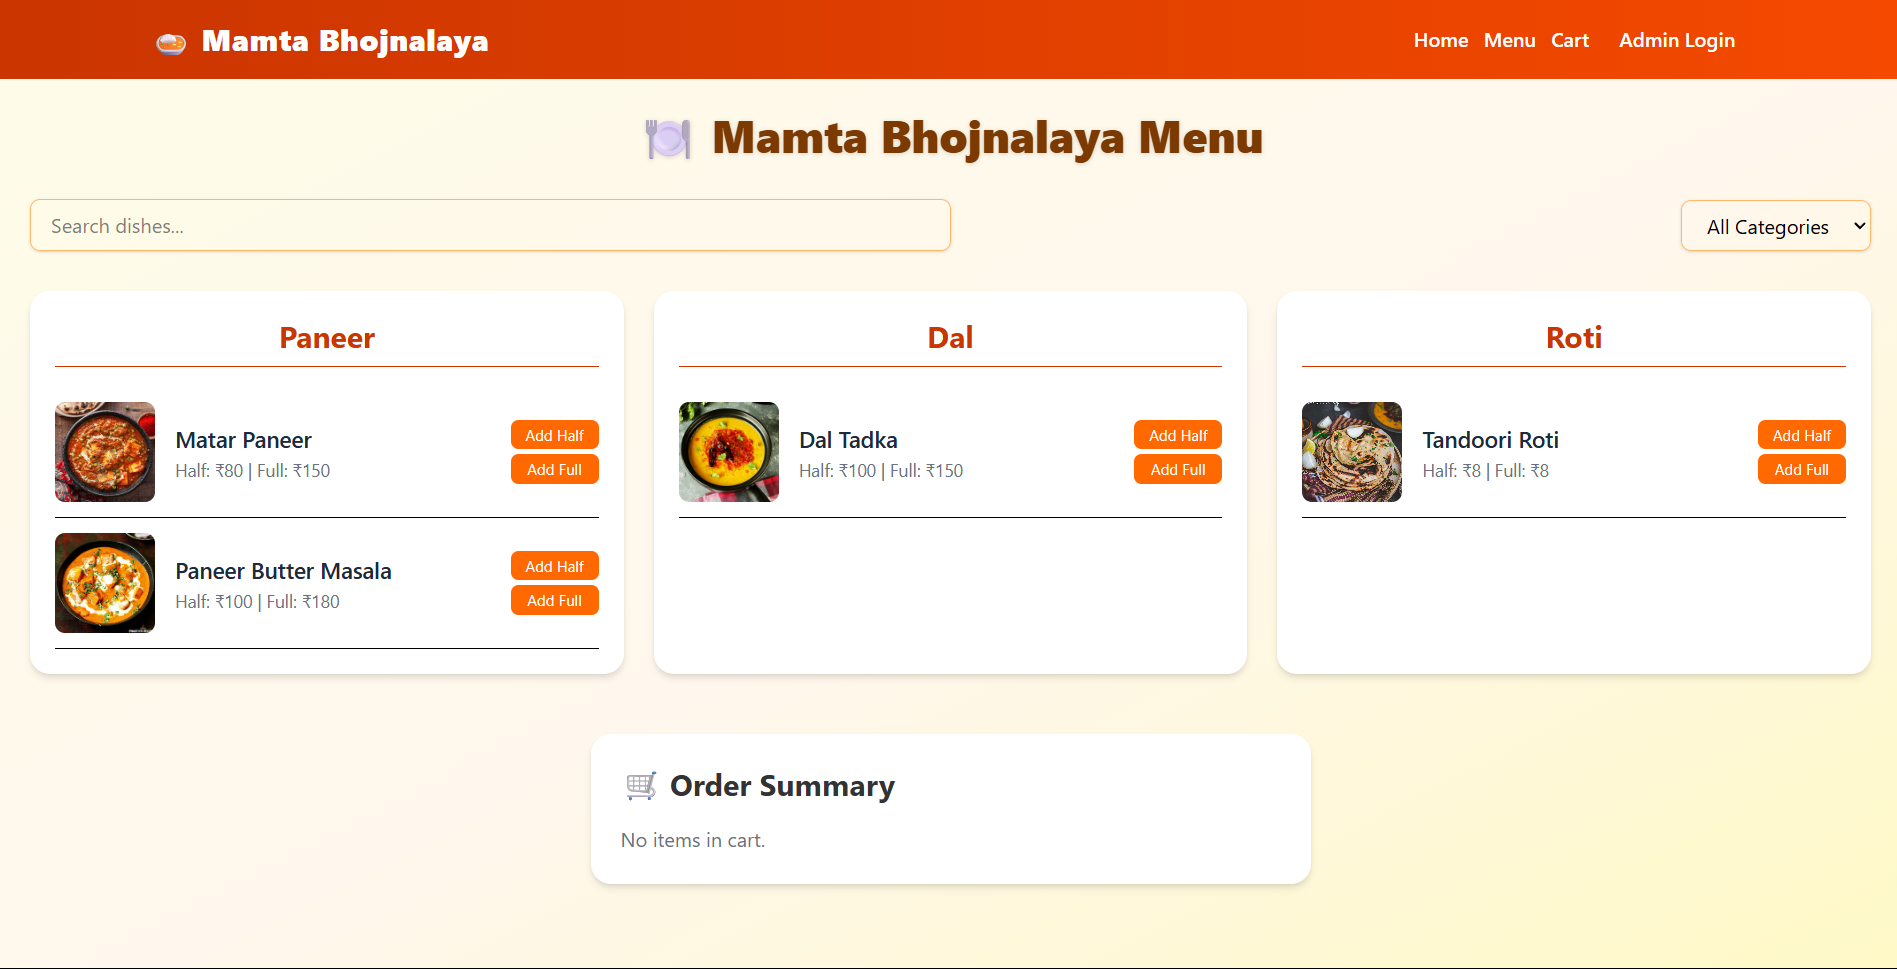 Mamta Bhojnalaya
Home Menu Cart Admin Login
Mamta Bhojnalaya Menu
Search dishes...
All Categories
Paneer
Matar Paneer
Half: ₹80 | Full: ₹150
Add Half
Add Full
Paneer Butter Masala
Half: ₹100 | Full: ₹180
Add Half
Add Full
Dal
Dal Tadka
Half: ₹100 | Full: ₹150
Add Half
Add Full
Roti
Tandoori Roti
Half: ₹8 | Full: ₹8
Add Half
Add Full
Order Summary
No items in cart.